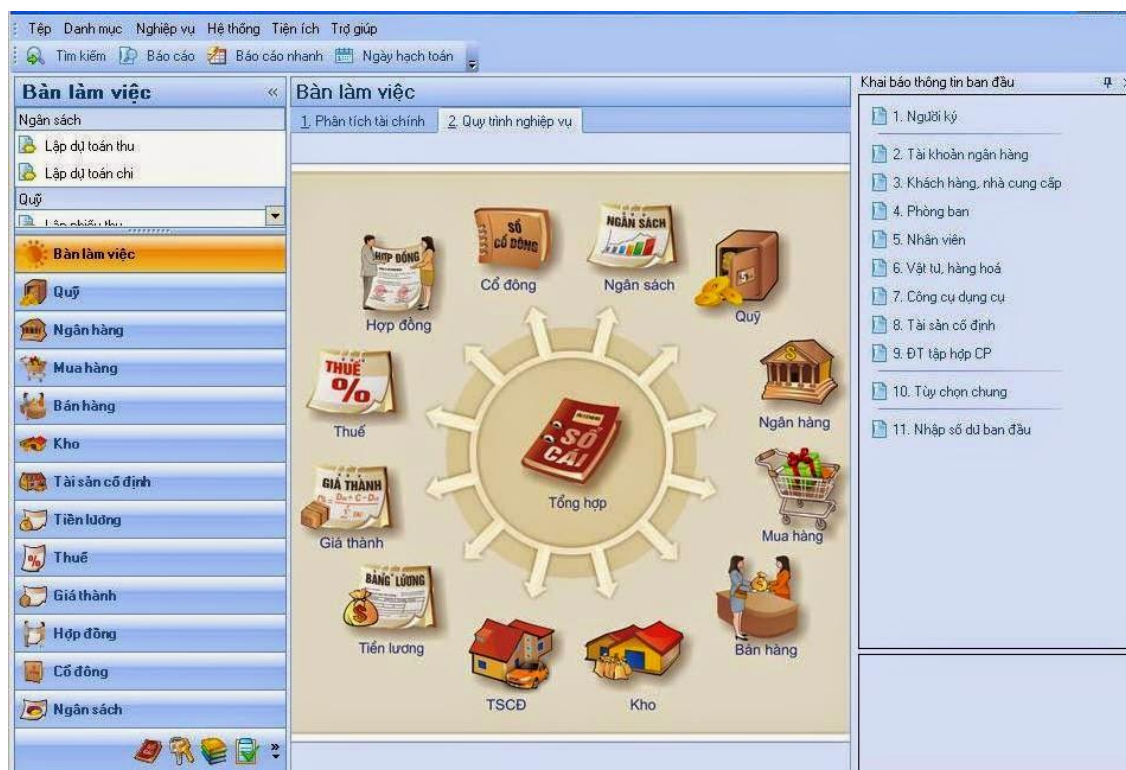 Tệp Danh mục Nghiệp vụ Hệ thống Tiện ích Trợ giúp
Tìm kiếm Báo cáo Báo cáo nhanh Ngày hạch toán
Bàn làm việc
Ngân sách
Lập dự toán thu
Lập dự toán chi
Quỹ
Lập phiếu thu
Bàn làm việc
Quỹ
Ngân hàng
Mua hàng
Bán hàng
Kho
Tài sản cố định
Tiền lương
Thuế
Giá thành
Hợp đồng
Cổ đông
Ngân sách
Bàn làm việc
1. Phân tích tài chính
2. Quy trình nghiệp vụ
SỔ
CỔ ĐÔNG
Cổ đông
NGÂN SÁCH
Ngân sách
HỢP ĐỒNG
Hợp đồng
Quỹ
THUẾ
%
Thuế
Ngân hàng
SỔ
CÁI
Tổng hợp
GIÁ THÀNH
Giá thành
Mua hàng
BẢNG LƯƠNG
Tiền lương
Bán hàng
TSCĐ
Kho
Khai báo thông tin ban đầu
1. Người ký
2. Tài khoản ngân hàng
3. Khách hàng, nhà cung cấp
4. Phòng ban
5. Nhân viên
6. Vật tư, hàng hoá
7. Công cụ dụng cụ
8. Tài sản cố định
9. ĐT tập hợp CP
10. Tùy chọn chung
11. Nhập số dư ban đầu